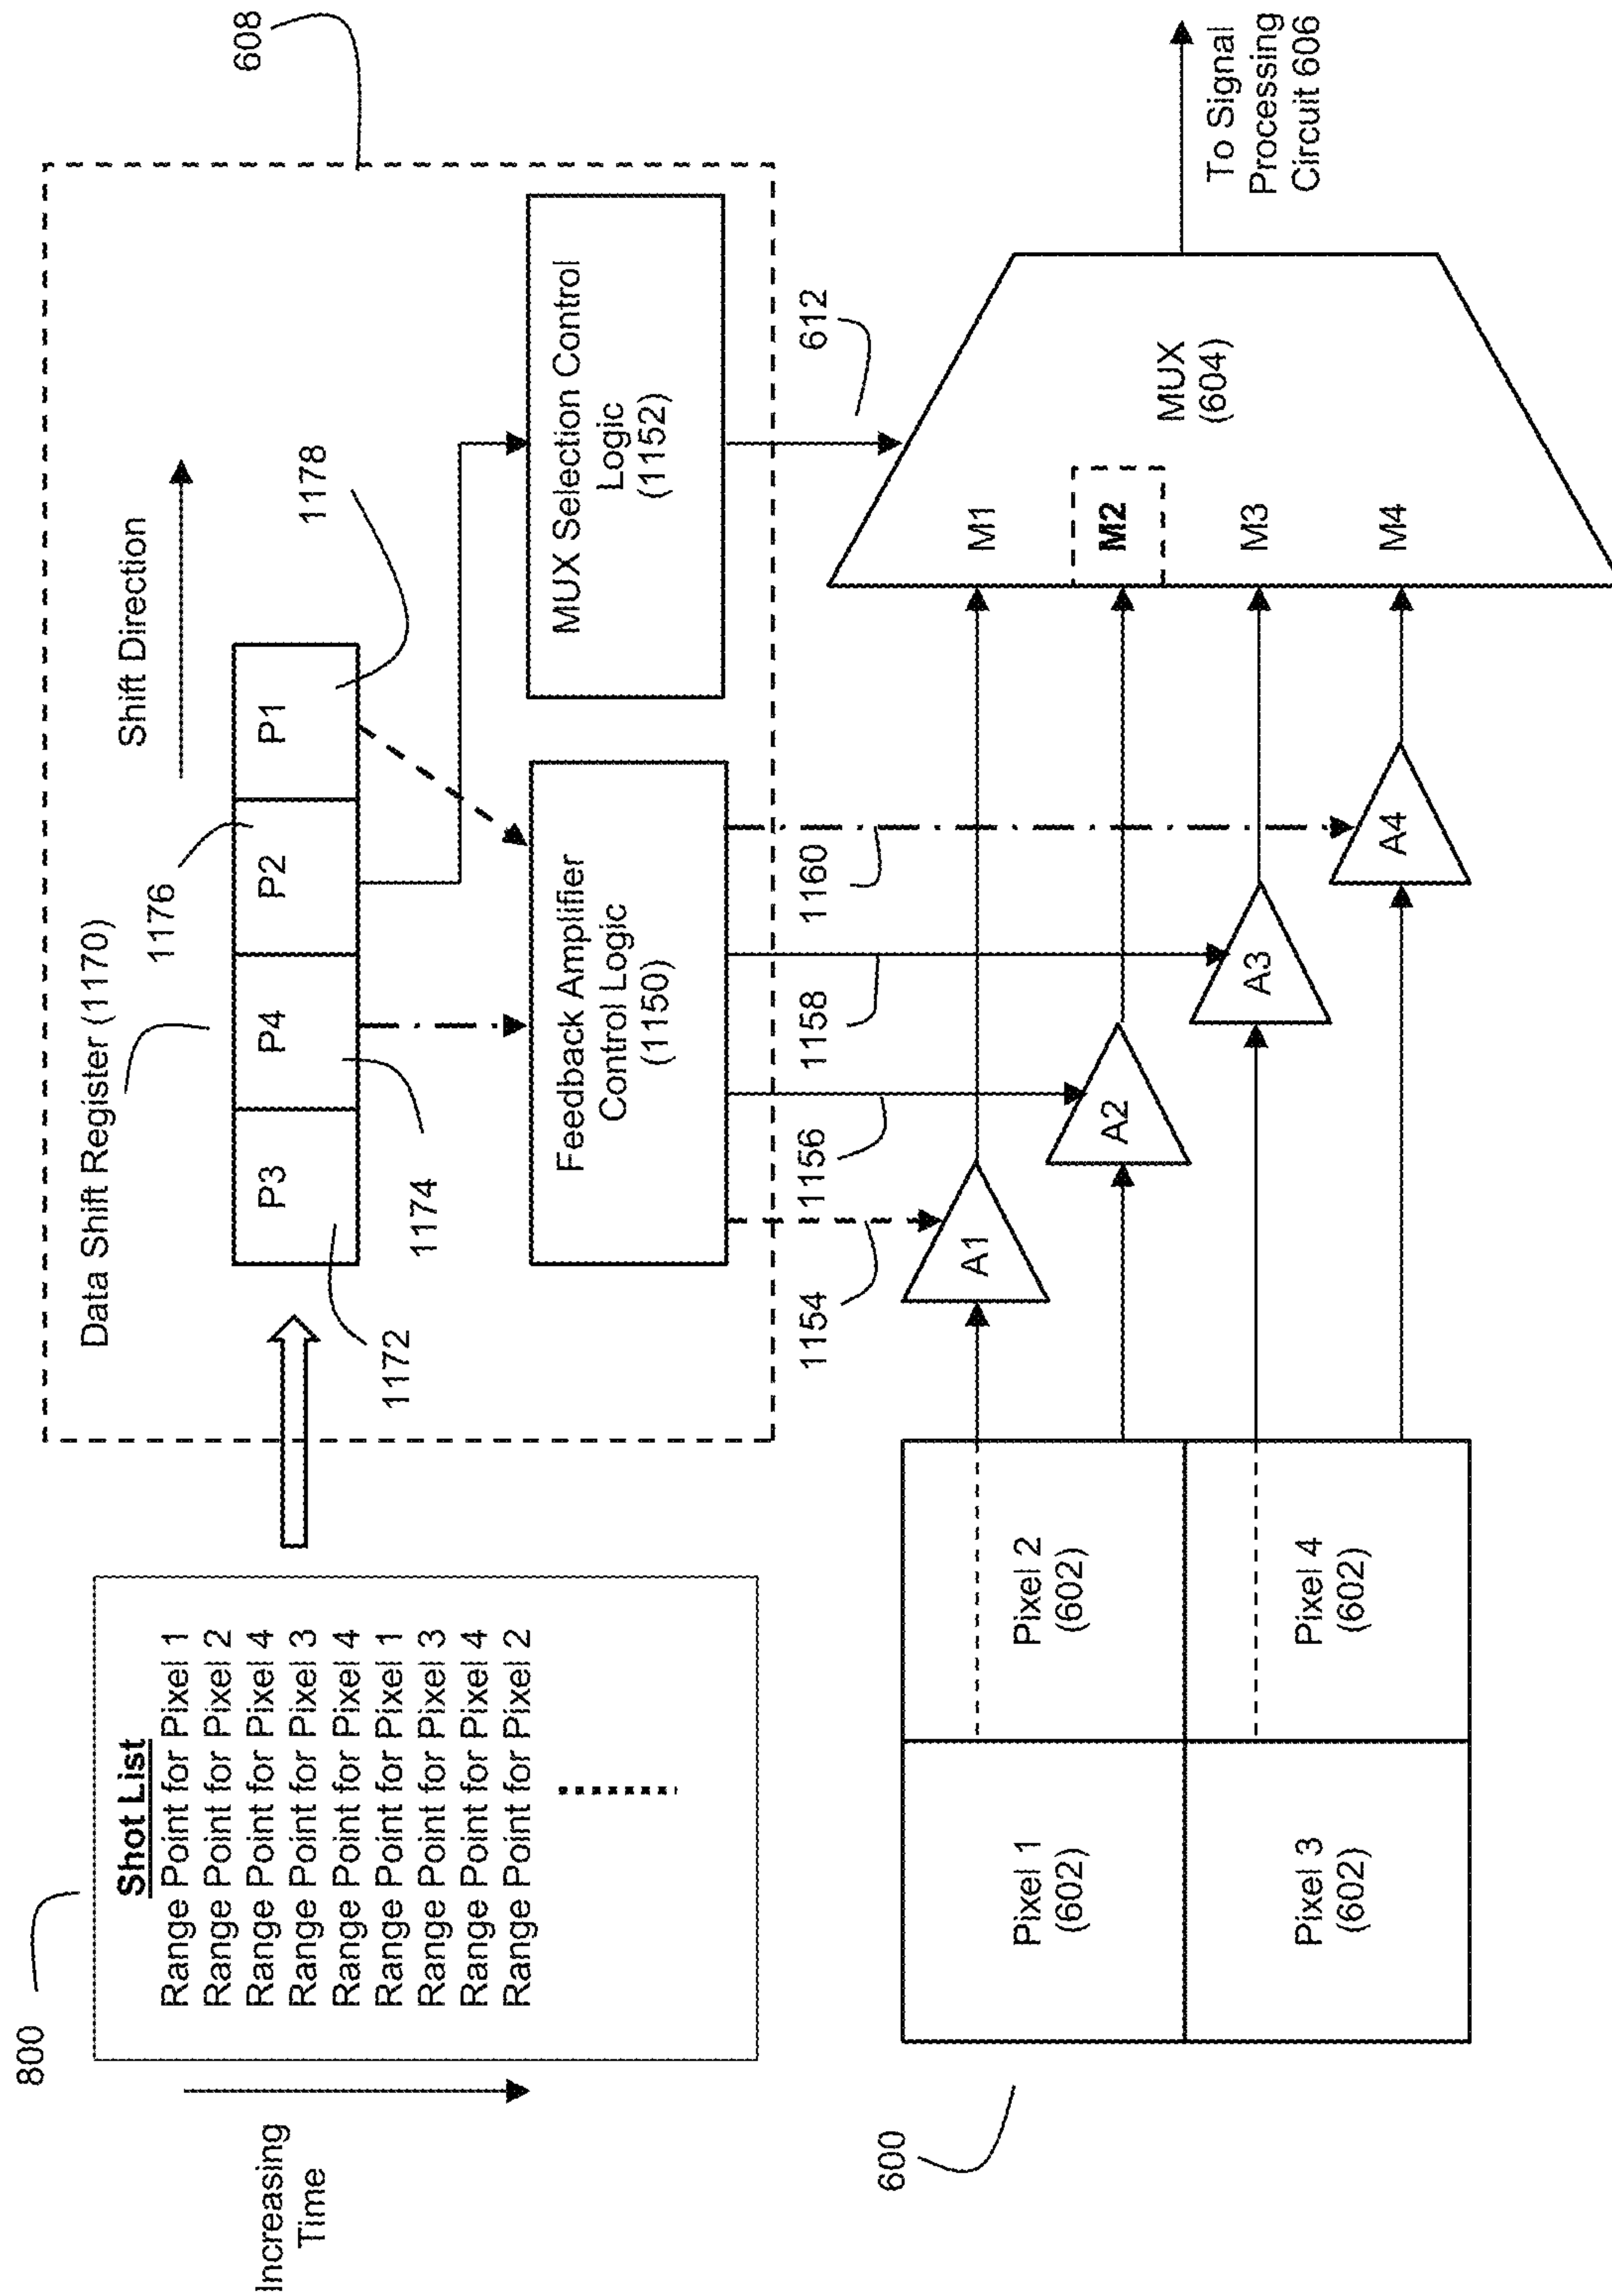 800
Shot List
Range Point for Pixel 1
Range Point for Pixel 2
Range Point for Pixel 4
Range Point for Pixel 3
Range Point for Pixel 4
Range Point for Pixel 1
Range Point for Pixel 3
Range Point for Pixel 4
Range Point for Pixel 2
Increasing
Time
608
Data Shift Register (1170)
Shift Direction
1176
P3
P4
P2
P1
1172
1174
1178
Feedback Amplifier
Control Logic
(1150)
MUX Selection Control
Logic
(1152)
1154
1156
1158
1160
612
600
Pixel 1
(602)
Pixel 2
(602)
Pixel 3
(602)
Pixel 4
(602)
A1
A2
A3
A4
M1
M2
M3
M4
MUX
(604)
To Signal
Processing
Circuit 606